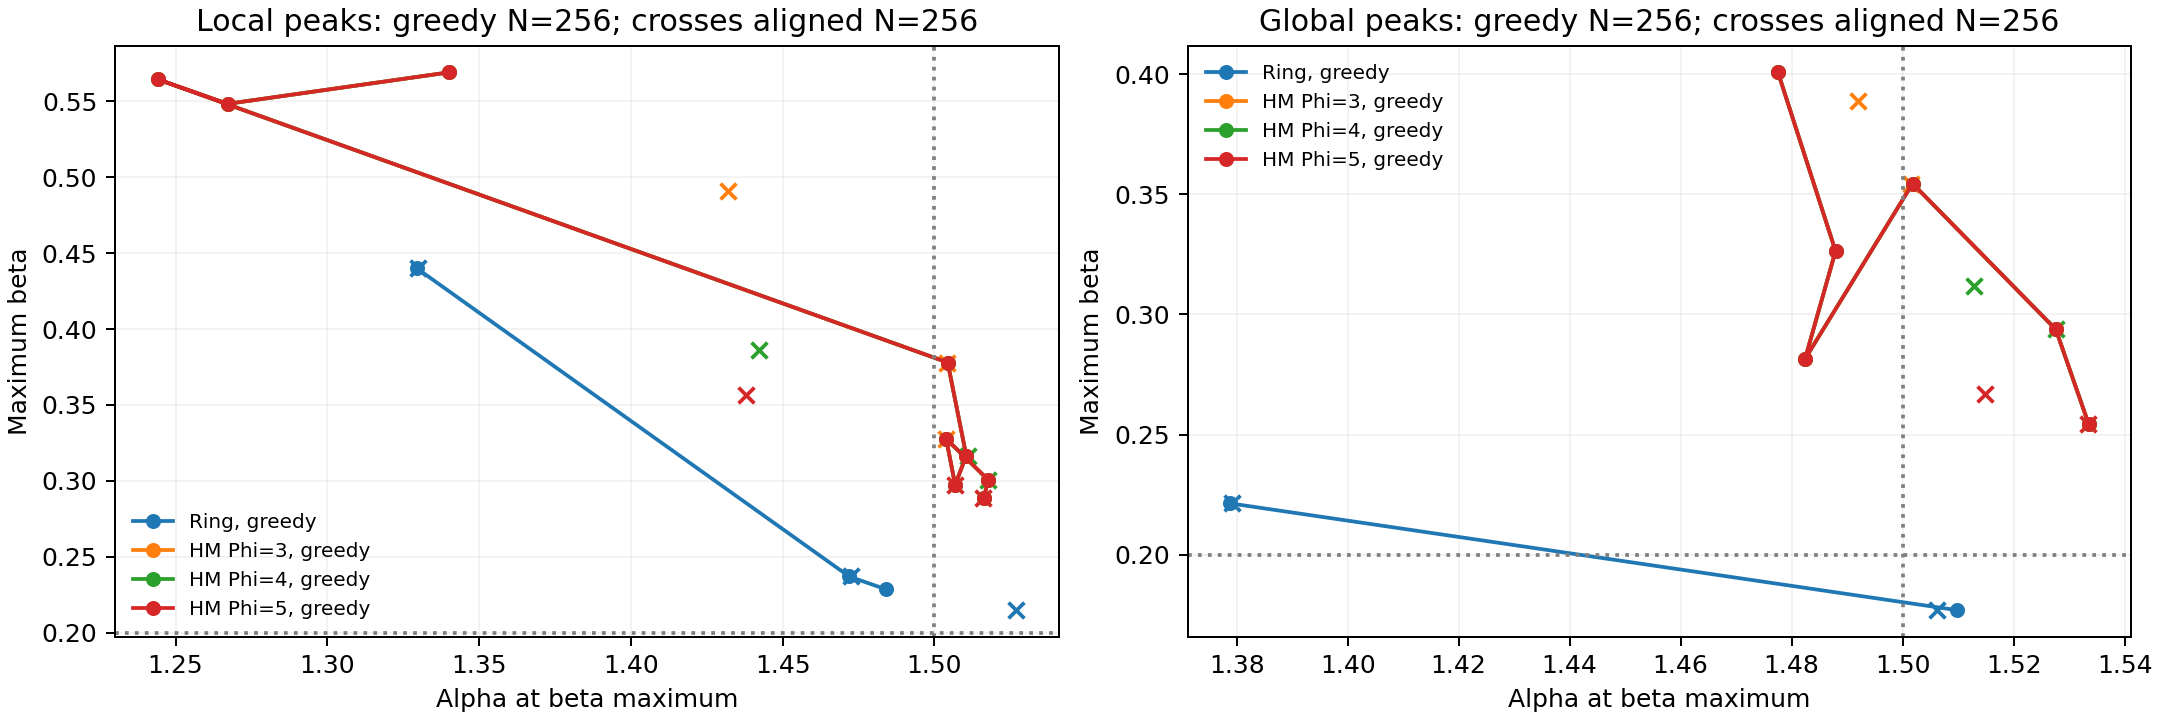 Local peaks: greedy N=256; crosses aligned N=256
Maximum beta
0.55
0.50
0.45
0.40
0.35
0.30
0.25
0.20
Ring, greedy
HM Phi=3, greedy
HM Phi=4, greedy
HM Phi=5, greedy
1.25 1.30 1.35 1.40 1.45 1.50
Alpha at beta maximum
Global peaks: greedy N=256; crosses aligned N=256
Maximum beta
0.40
0.35
0.30
0.25
0.20
Ring, greedy
HM Phi=3, greedy
HM Phi=4, greedy
HM Phi=5, greedy
1.38 1.40 1.42 1.44 1.46 1.48 1.50 1.52 1.54
Alpha at beta maximum